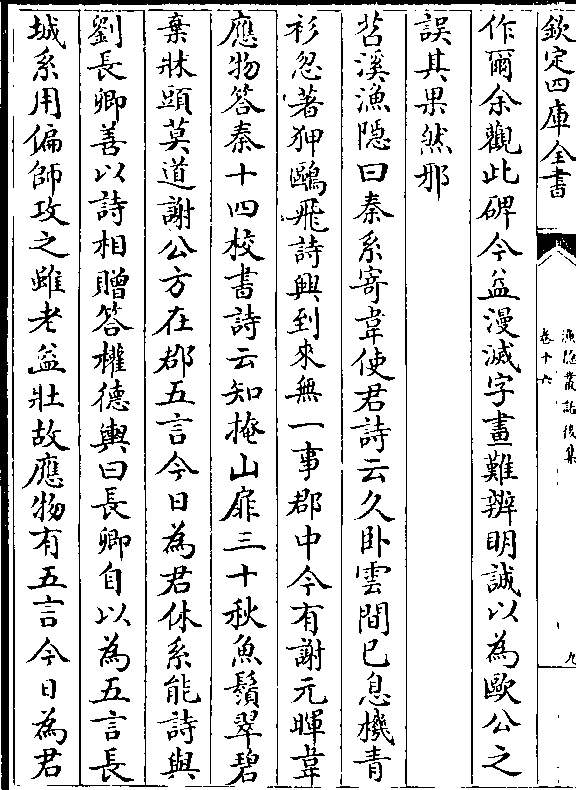 欽定四庫全書
漁隱叢話後集
卷十六
九
作爾余觀此碑今益漫滅字畫難辨明誠以為歐公之
誤其果然邪
苕溪漁隱曰秦系寄韋使君詩云久卧雲間已息機青
衫忽著狎鷗飛詩興到來無一事郡中今有謝元暉韋
應物答秦十四校書詩云知掩山扉三十秋魚鬚翠碧
棄牀頭莫道謝公方在郡五言今日為君休系能詩與
劉長卿善以詩相贈答權德輿曰長卿自以為五言長
城系用偏師攻之雖老益壯故應物有五言今日為君